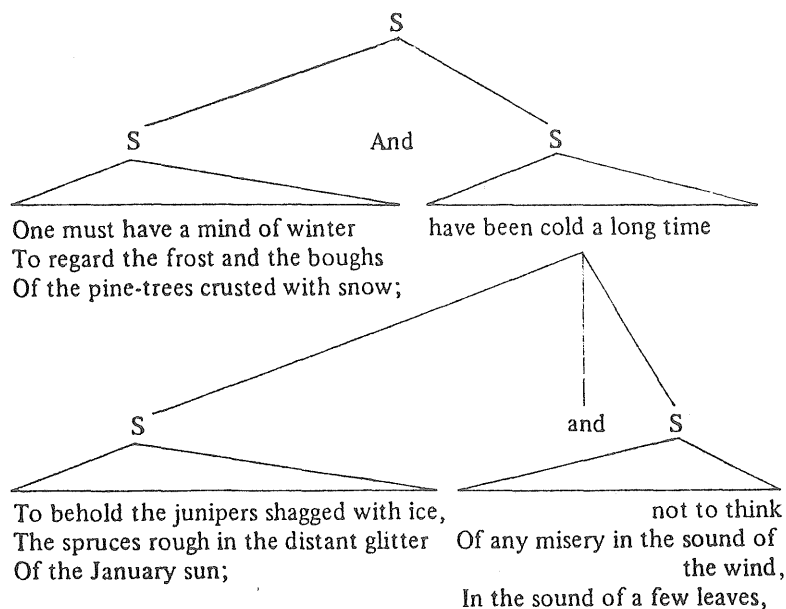 S
S And S
One must have a mind of winter
To regard the frost and the boughs
Of the pine-trees crusted with snow;
have been cold a long time
S and S
To behold the junipers shagged with ice,
The spruces rough in the distant glitter
Of the January sun;
not to think
Of any misery in the sound of
the wind,
In the sound of a few leaves,